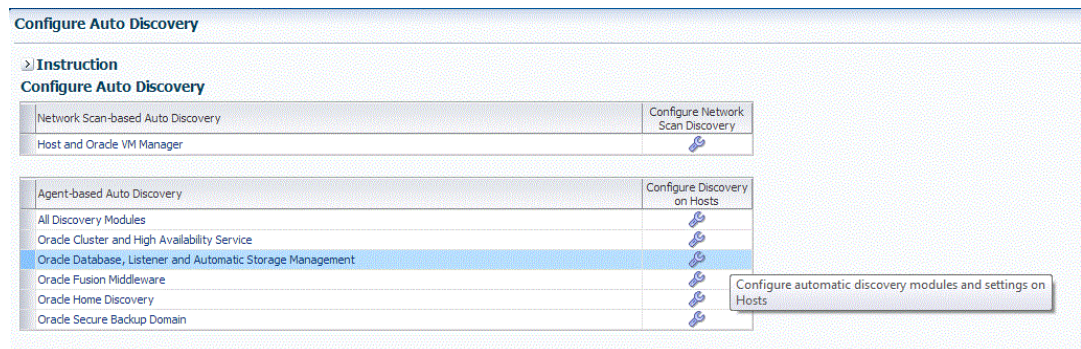 Configure Auto Discovery
Instruction
Configure Auto Discovery
Network Scan-based Auto Discovery
Configure Network
Scan Discovery
Host and Oracle VM Manager
Agent-based Auto Discovery
Configure Discovery
on Hosts
All Discovery Modules
Oracle Cluster and High Availability Service
Oracle Database, Listener and Automatic Storage Management
Oracle Fusion Middleware
Configure automatic discovery modules and settings on
Hosts
Oracle Home Discovery
Oracle Secure Backup Domain